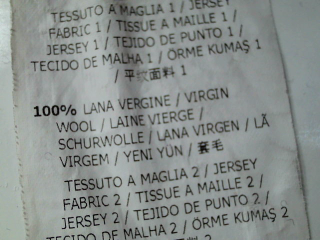 TESSUTO A MAGLIA 1 / JERSEY
FABRIC 1 / TISSUE A MAILLE 1 /
JERSEY 1 / TEJIDO DE PUNTO 1 /
TECIDO DE MALHA 1 / ÖRME KUMAŞ 1
/ 平纹面料 1
100% LANA VERGINE / VIRGIN
WOOL / LAINE VIERGE /
SCHURWOLLE / LANA VIRGEN / LÃ
VIRGEM / YENI YÜN / 套毛
TESSUTO A MAGLIA 2 / JERSEY
FABRIC 2 / TISSUE A MAILLE 2 /
JERSEY 2 / TEJIDO DE PUNTO 2 /
TECIDO DE MALHA 2 / ÖRME KUMAŞ 2